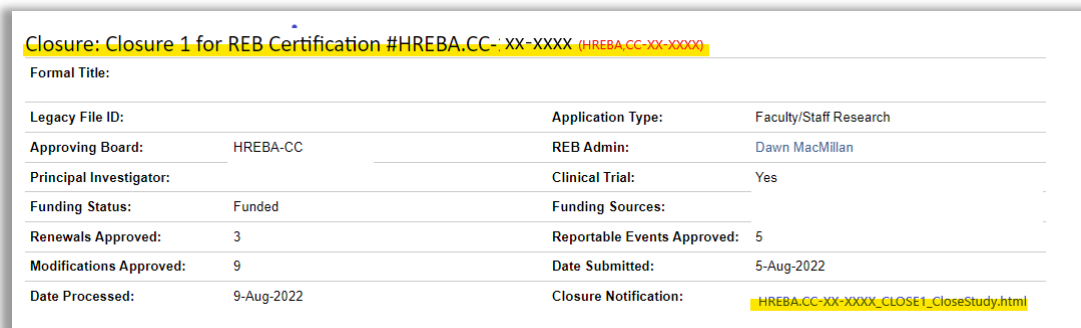 Closure: Closure 1 for REB Certification #HREBA.CC- XX-XXXX (HREBA,CC-XX-XXXX)
Formal Title:
Legacy File ID: Application Type: Faculty/Staff Research
Approving Board: HREBA-CC REB Admin: Dawn MacMillan
Principal Investigator: Clinical Trial: Yes
Funding Status: Funded Funding Sources:
Renewals Approved: 3 Reportable Events Approved: 5
Modifications Approved: 9 Date Submitted: 5-Aug-2022
Date Processed: 9-Aug-2022 Closure Notification: HREBA.CC-XX-XXXX_CLOSE1_CloseStudy.html